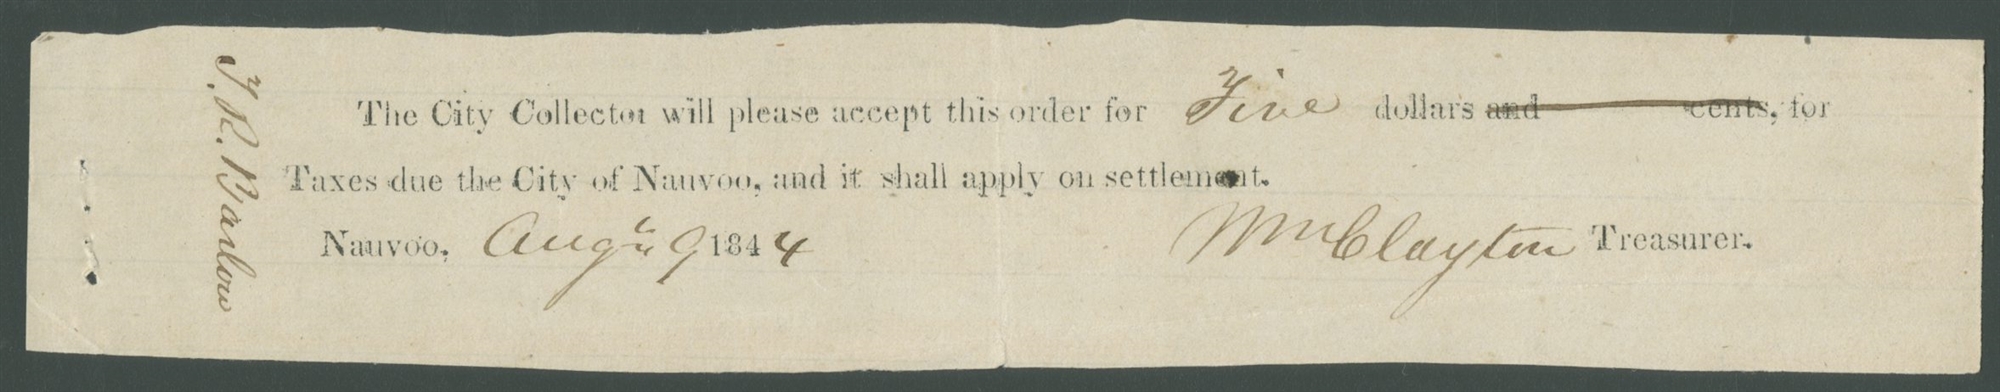 J. R. Barlow
The City Collector will please accept this order for Five dollars and cents, for
Taxes due the City of Nauvoo, and it shall apply on settlement.
Nauvoo, Augt. 9 1844 Wm Clayton Treasurer.